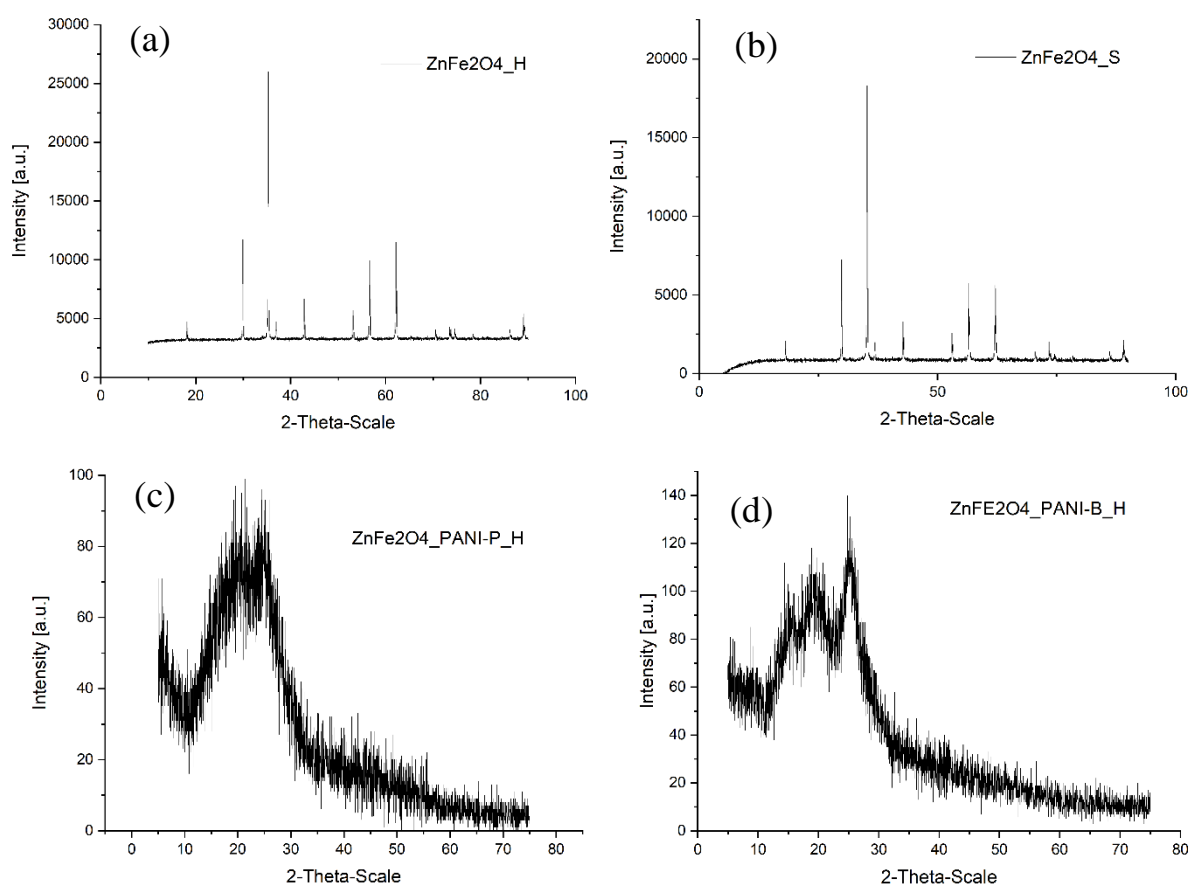 (a)
ZnFe2O4_H
30000
25000
20000
15000
10000
5000
0
0 20 40 60 80 100
Intensity [a.u.]
2-Theta-Scale
(b)
ZnFe2O4_S
20000
15000
10000
5000
0
0 50 100
Intensity [a.u.]
2-Theta-Scale
(c)
ZnFe2O4_PANI-P_H
100
80
60
40
20
0
0 10 20 30 40 50 60 70 80
Intensity [a.u.]
2-Theta-Scale
(d)
ZnFE2O4_PANI-B_H
140
120
100
80
60
40
20
0
0 10 20 30 40 50 60 70 80
Intensity [a.u.]
2-Theta-Scale